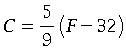 C = 5/9 (F − 32)